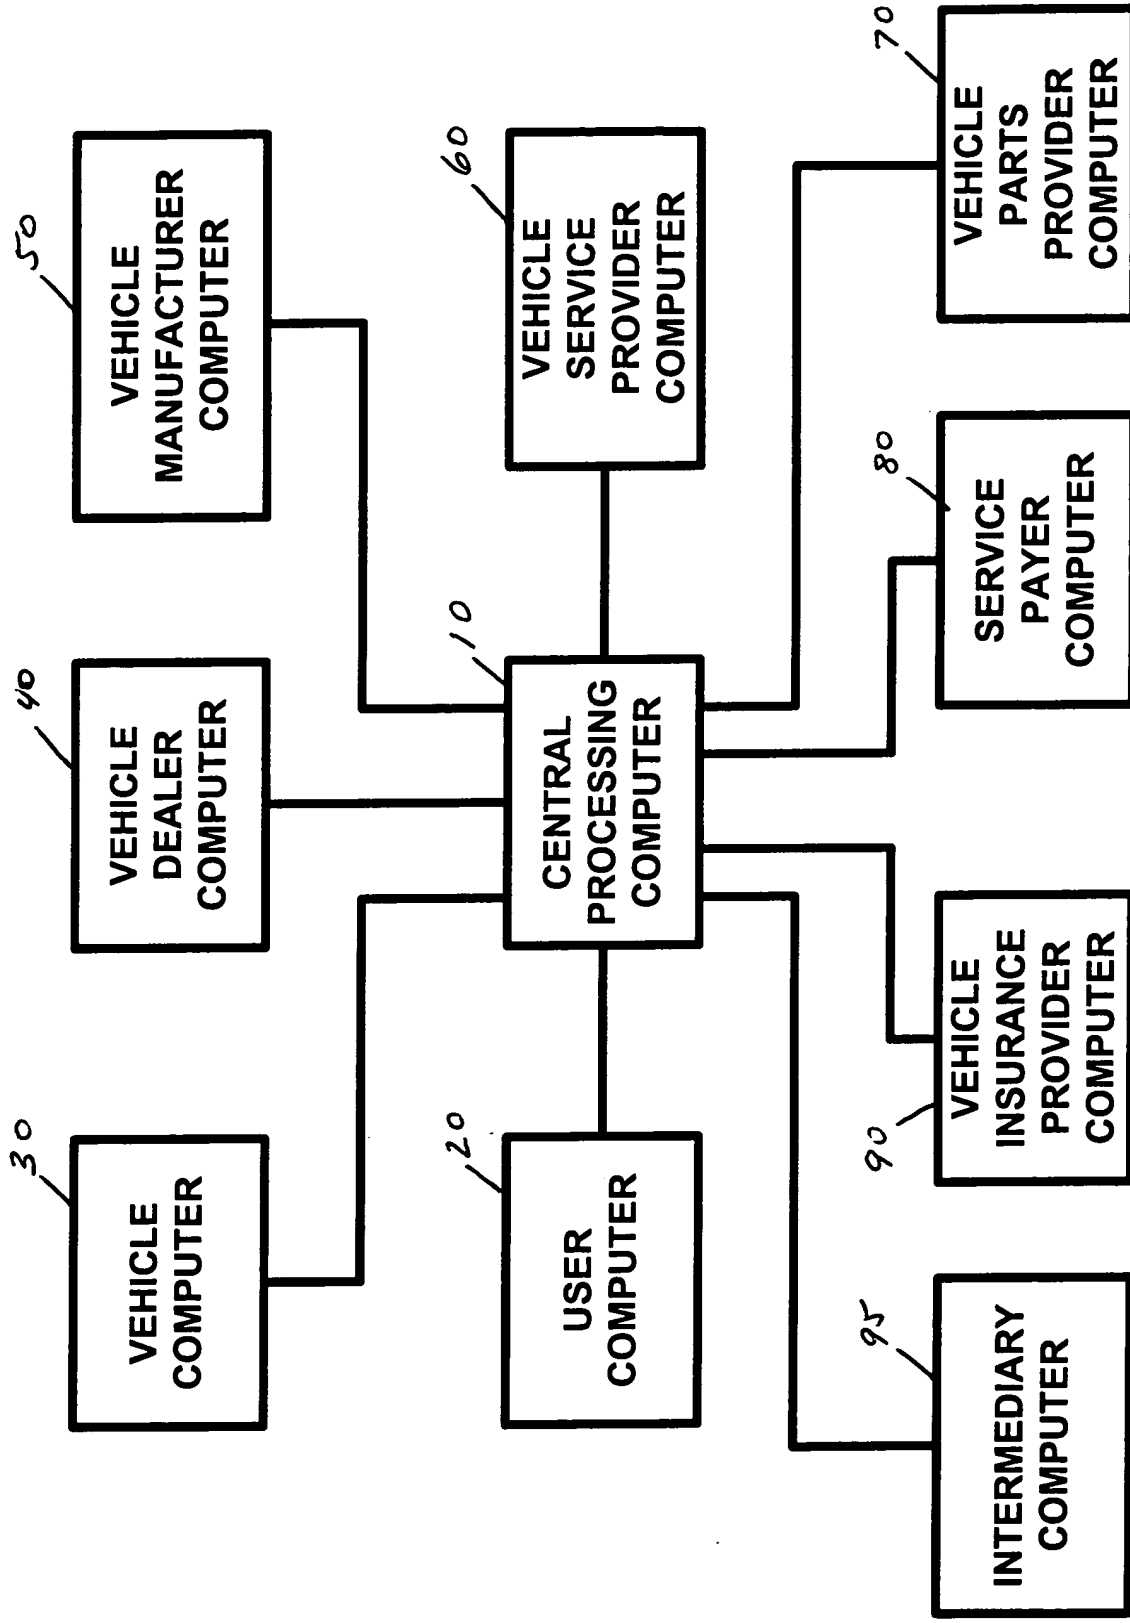 30
VEHICLE
COMPUTER
40
VEHICLE
DEALER
COMPUTER
50
VEHICLE
MANUFACTURER
COMPUTER
20
USER
COMPUTER
10
CENTRAL
PROCESSING
COMPUTER
60
VEHICLE
SERVICE
PROVIDER
COMPUTER
95
INTERMEDIARY
COMPUTER
90
VEHICLE
INSURANCE
PROVIDER
COMPUTER
80
SERVICE
PAYER
COMPUTER
70
VEHICLE
PARTS
PROVIDER
COMPUTER